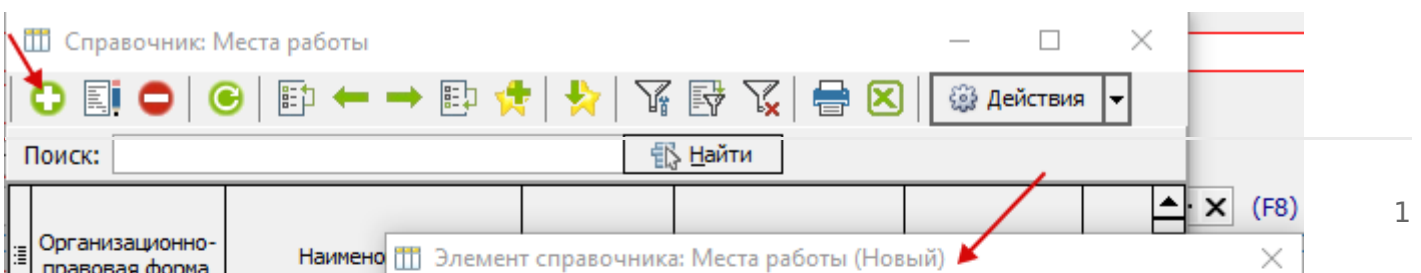 Справочник: Места работы
Действия
Поиск:
Найти
(F8)
1
Организационно-
правовая форма
Наимено
Элемент справочника: Места работы (Новый)